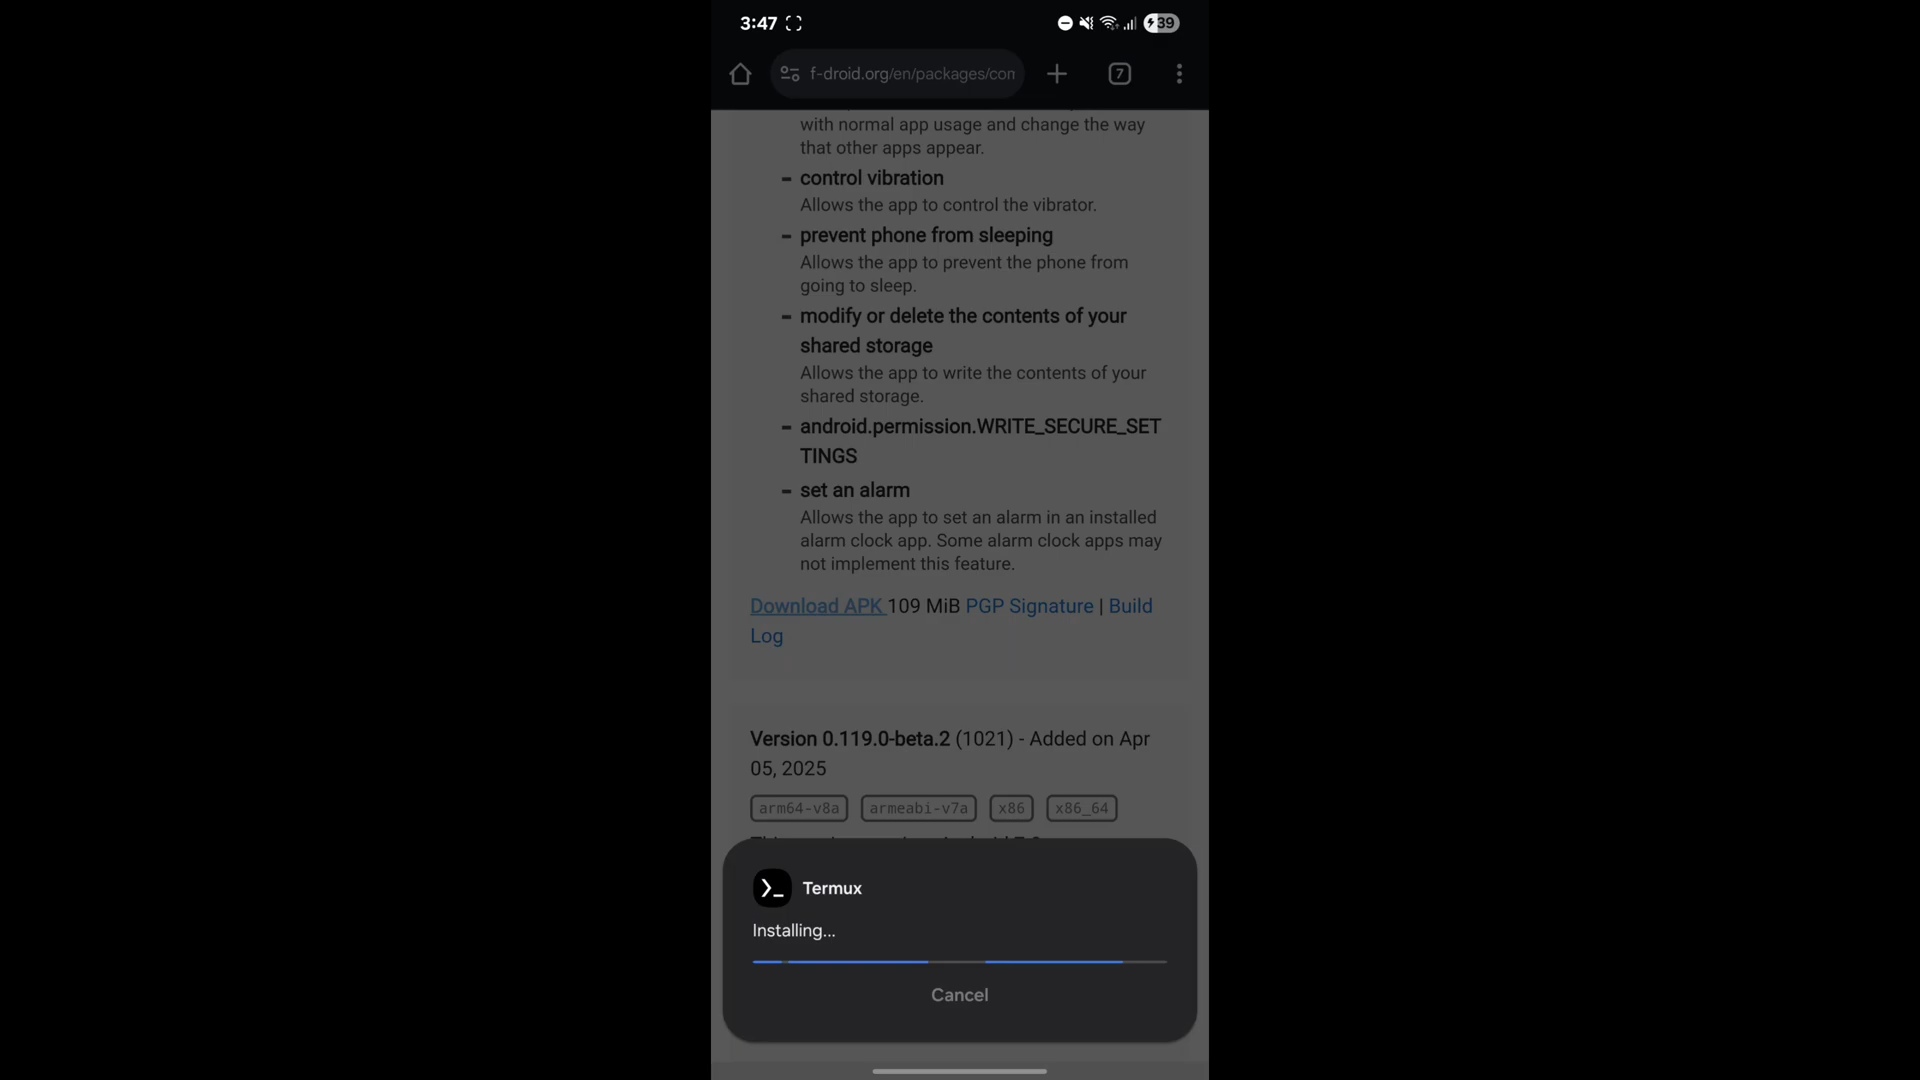 3:47
39
f-droid.org/en/packages/com
7
with normal app usage and change the way
that other apps appear.
- control vibration
Allows the app to control the vibrator.
- prevent phone from sleeping
Allows the app to prevent the phone from
going to sleep.
- modify or delete the contents of your
shared storage
Allows the app to write the contents of your
shared storage.
- android.permission.WRITE_SECURE_SET
TINGS
- set an alarm
Allows the app to set an alarm in an installed
alarm clock app. Some alarm clock apps may
not implement this feature.
Download APK 109 MiB PGP Signature | Build
Log
Version 0.119.0-beta.2 (1021) - Added on Apr
05, 2025
arm64-v8a armeabi-v7a x86 x86_64
>_ Termux
Installing...
Cancel